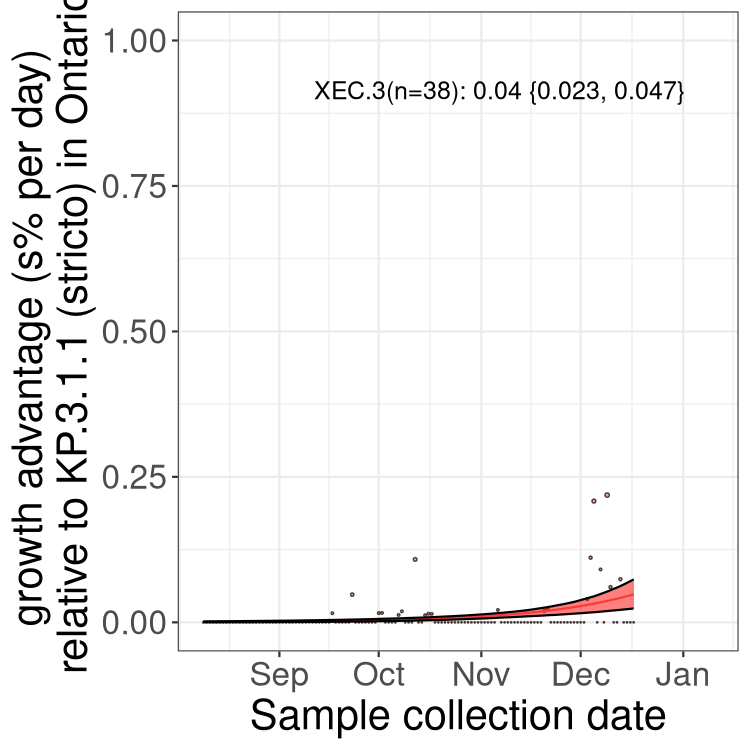 growth advantage (s% per day)
relative to KP.3.1.1 (stricto) in Ontario
1.00
0.75
0.50
0.25
0.00
XEC.3(n=38): 0.04 {0.023, 0.047}
Sep Oct Nov Dec Jan
Sample collection date